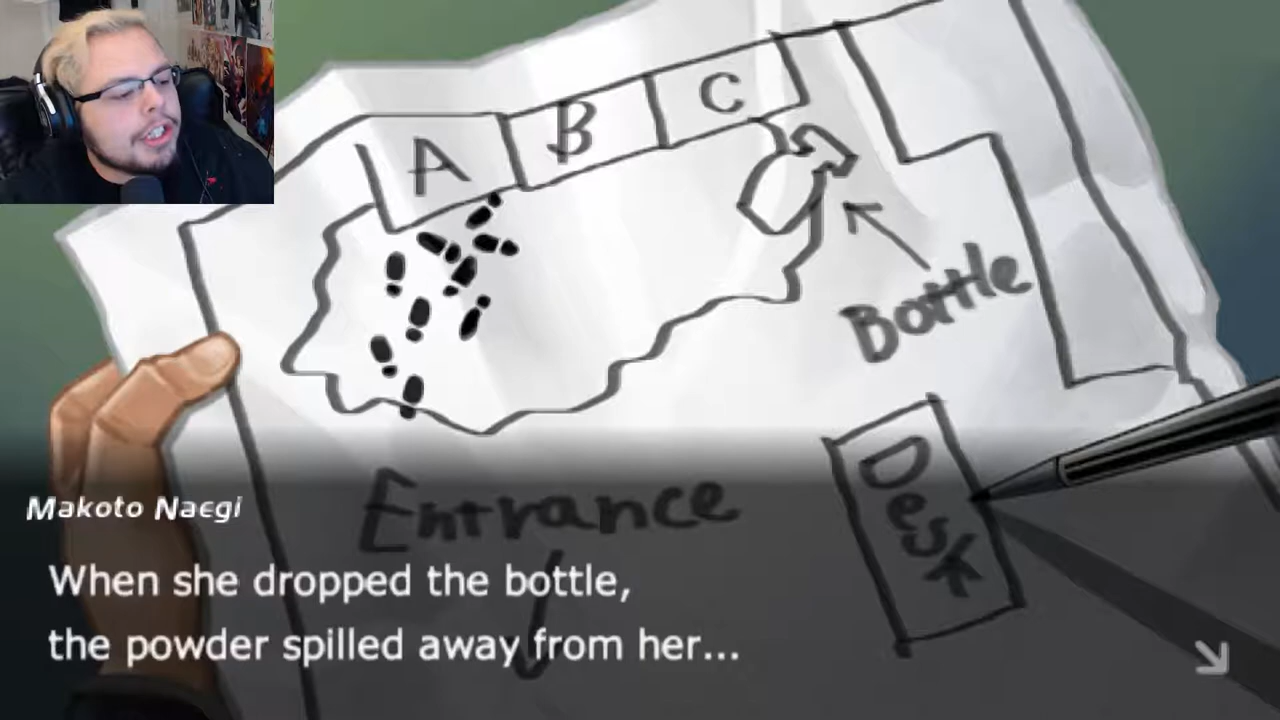 A
B
C
Bottle
Desk
Entrance
Makoto Naegi
When she dropped the bottle,
the powder spilled away from her...